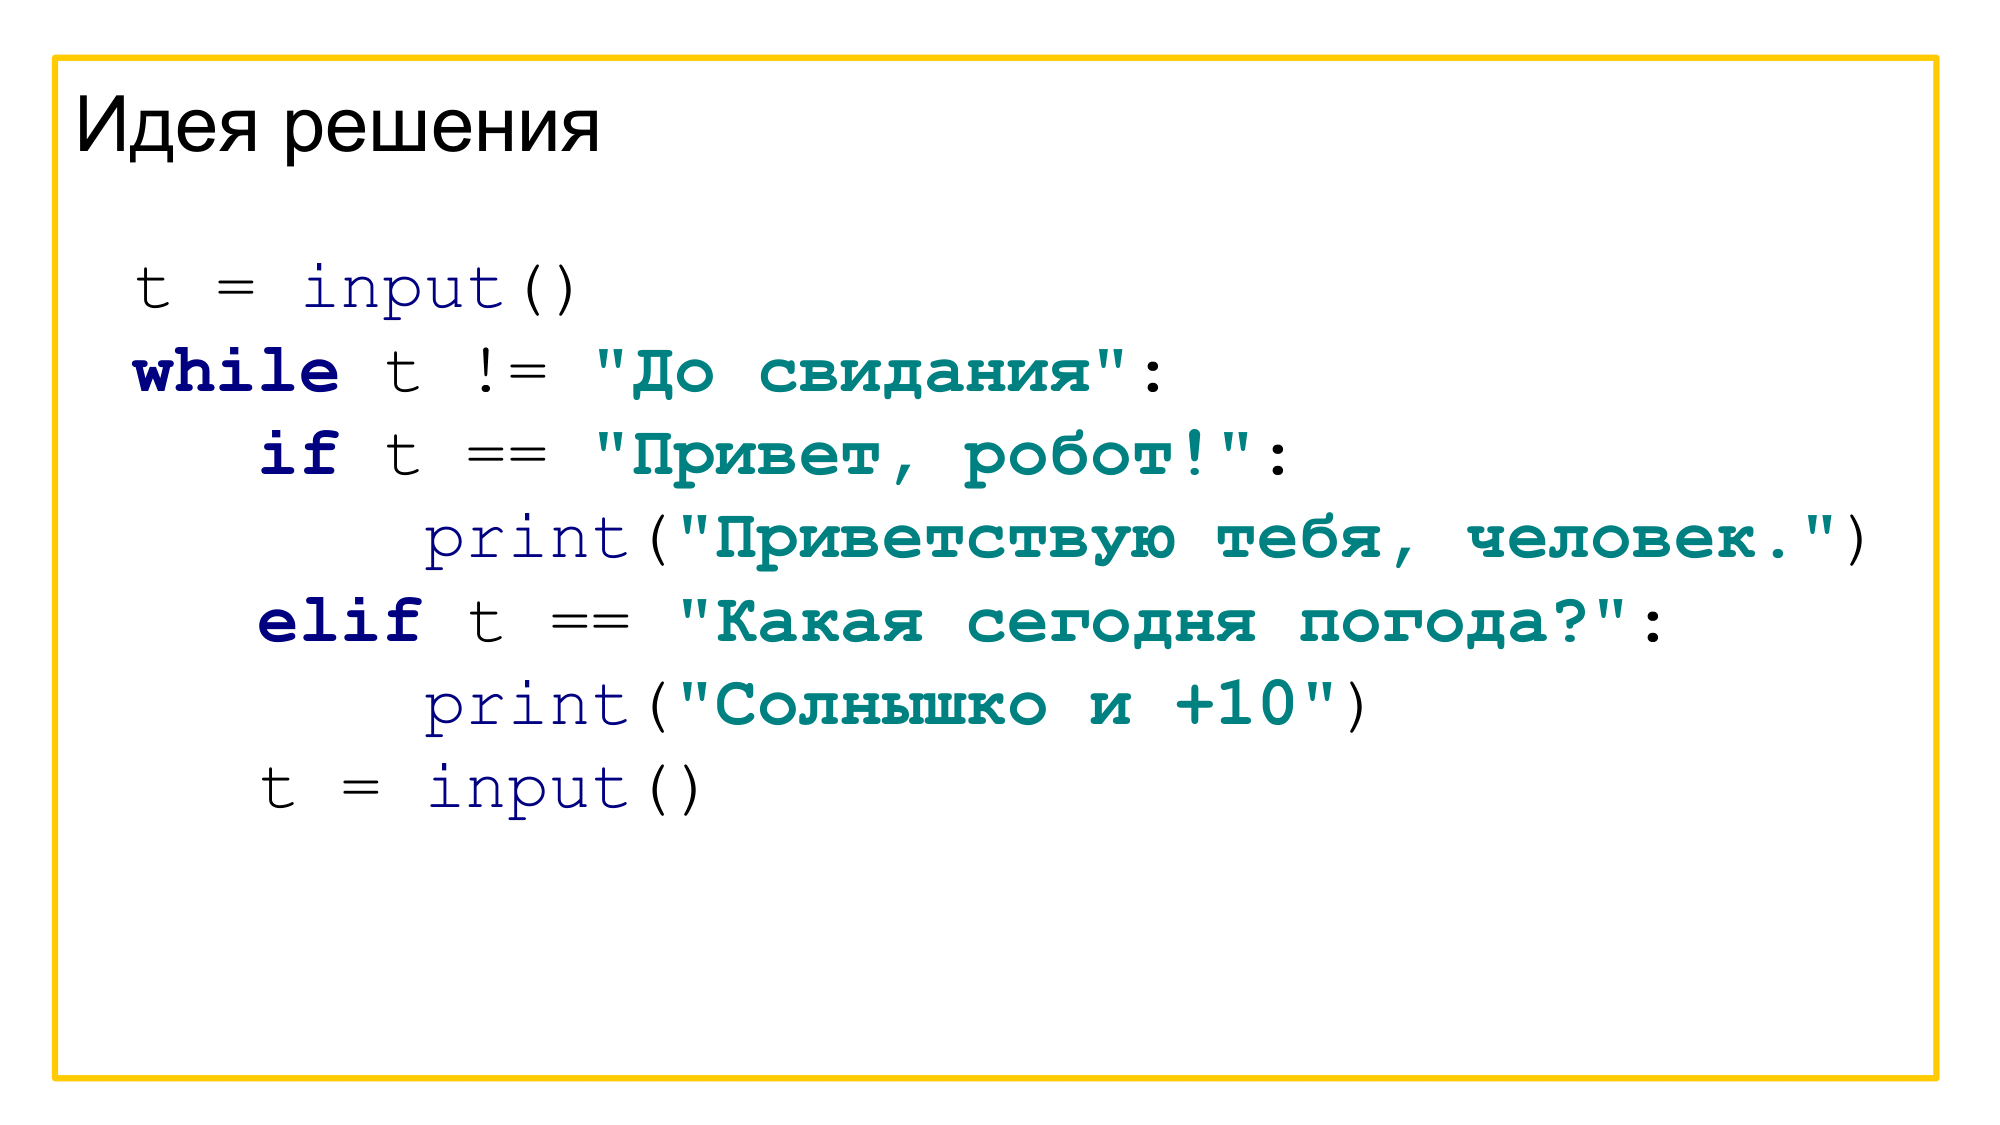 Идея решения
t = input()
while t != "До свидания":
   if t == "Привет, робот!":
       print("Приветствую тебя, человек.")
   elif t == "Какая сегодня погода?":
       print("Солнышко и +10")
   t = input()